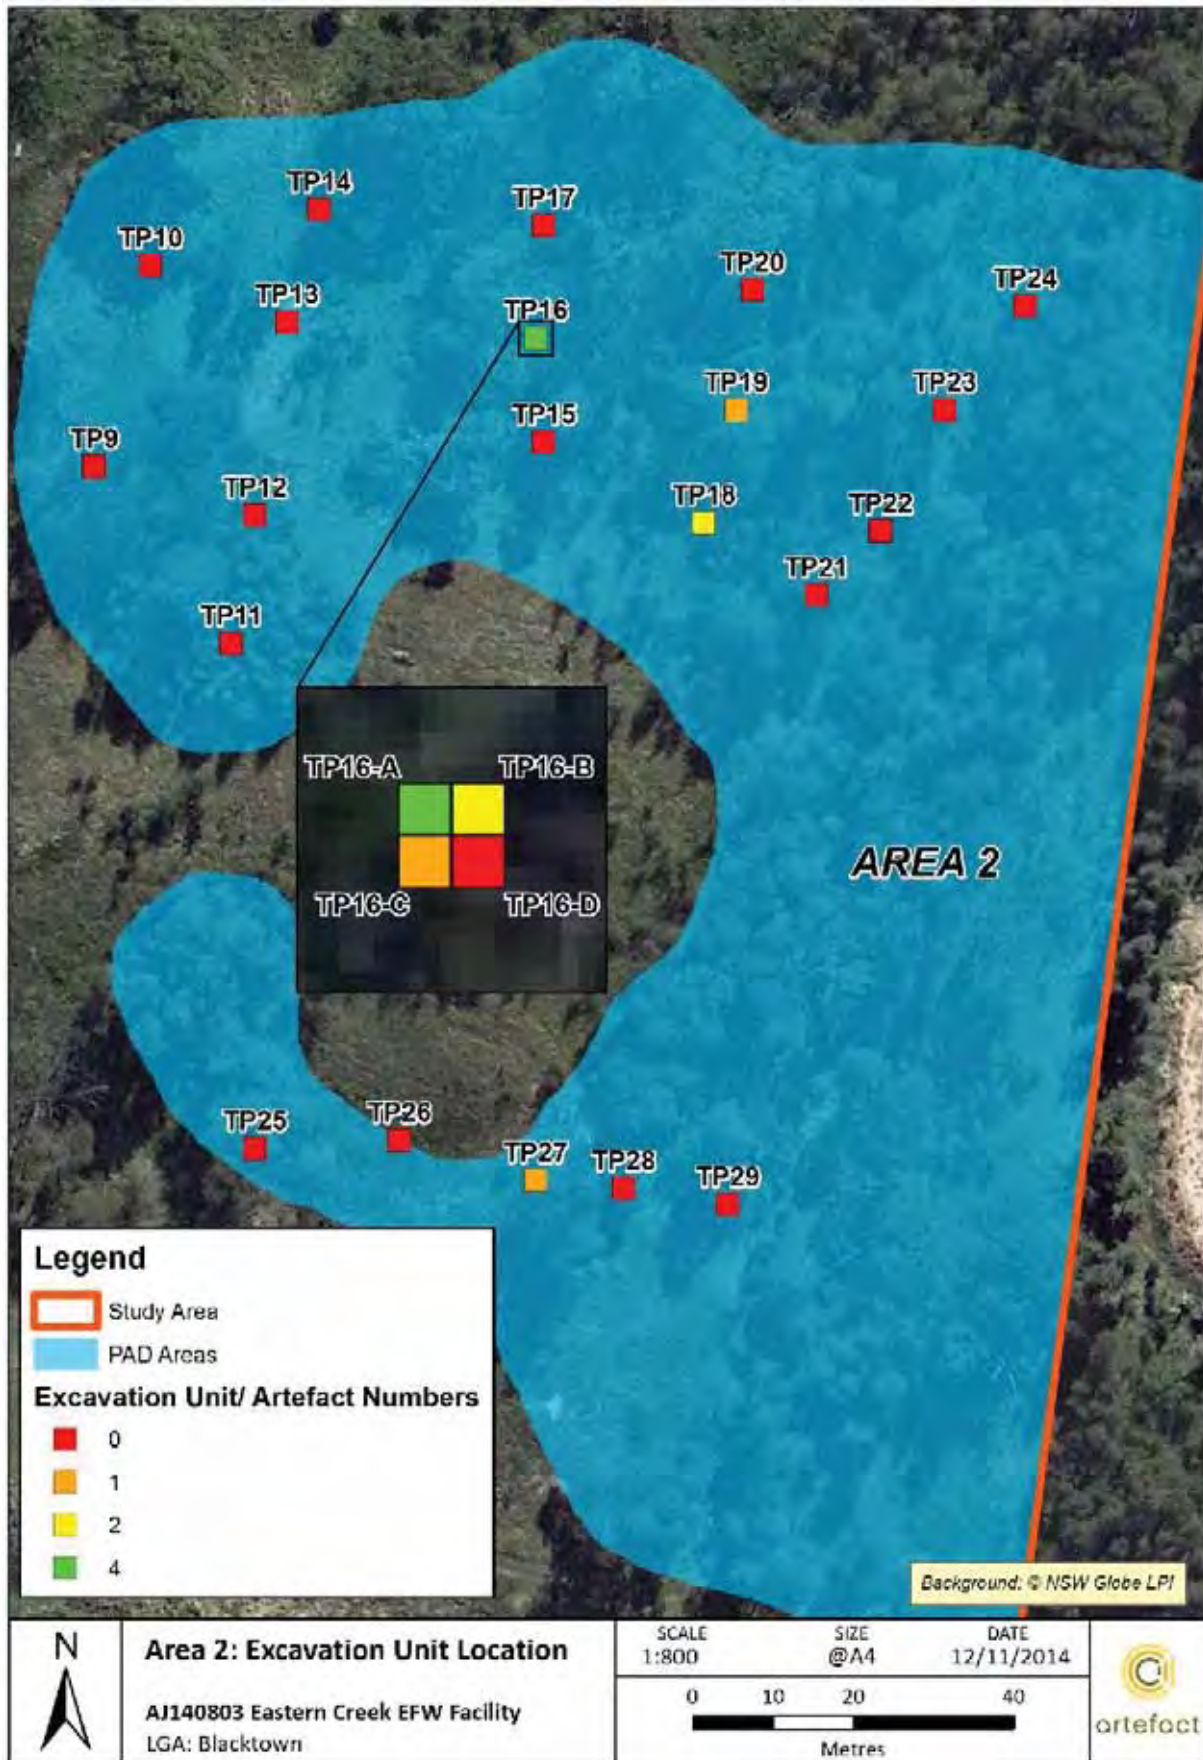 TP14
TP17
TP10
TP20
TP24
TP13
TP16
TP19
TP23
TP15
TP9
TP12
TP18
TP22
TP21
TP11
TP16-A
TP16-B
AREA 2
TP16-C
TP16-D
TP25
TP26
TP27
TP28
TP29
Legend
Study Area
PAD Areas
Excavation Unit/ Artefact Numbers
0
1
2
4
Background: © NSW Globe LPI
N
Area 2: Excavation Unit Location
AJ140803 Eastern Creek EFW Facility
LGA: Blacktown
SCALE
1:800
SIZE
@A4
DATE
12/11/2014
0 10 20 40
Metres
artefact